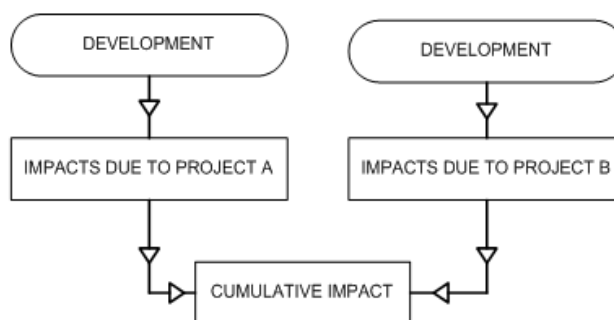 DEVELOPMENT
DEVELOPMENT
IMPACTS DUE TO PROJECT A
IMPACTS DUE TO PROJECT B
CUMULATIVE IMPACT